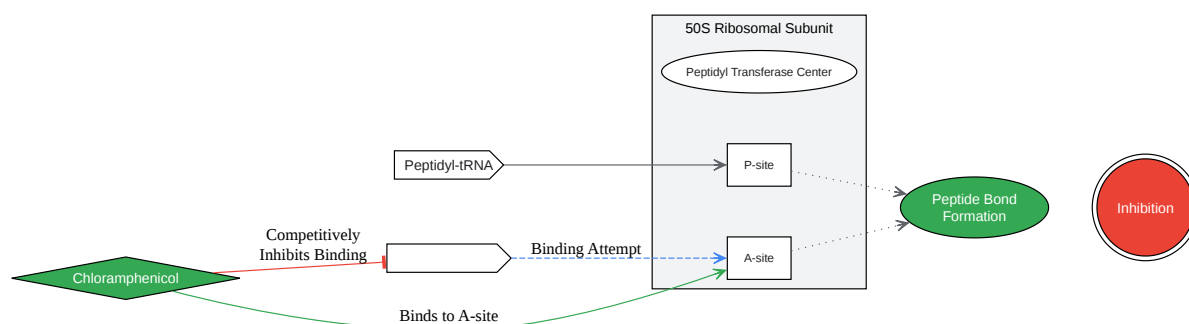 50S Ribosomal Subunit
Peptidyl Transferase Center
Peptidyl-tRNA
P-site
Peptide Bond
Formation
Inhibition
Competitively
Inhibits Binding
Binding Attempt
A-site
Chloramphenicol
Binds to A-site